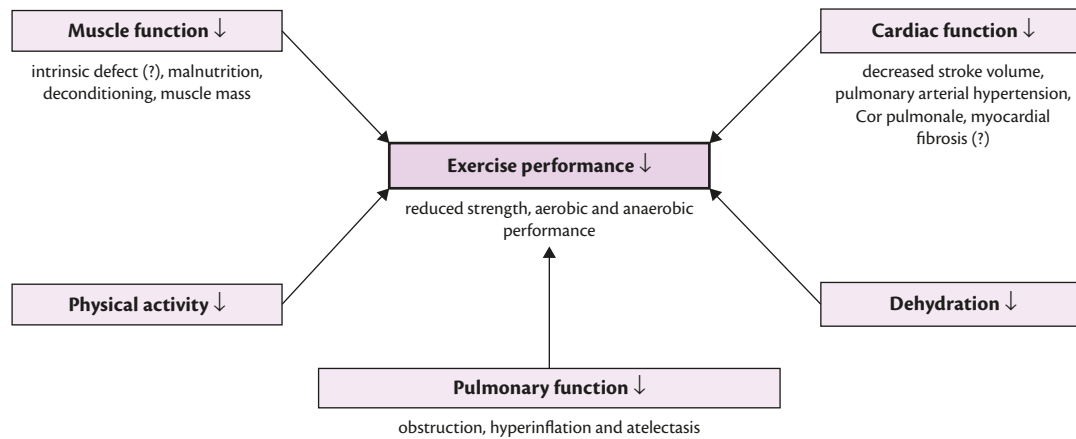 Muscle function ↓
intrinsic defect (?), malnutrition,
deconditioning, muscle mass
Cardiac function ↓
decreased stroke volume,
pulmonary arterial hypertension,
Cor pulmonale, myocardial
fibrosis (?)
Exercise performance ↓
reduced strength, aerobic and anaerobic
performance
Physical activity ↓
Dehydration ↓
Pulmonary function ↓
obstruction, hyperinflation and atelectasis